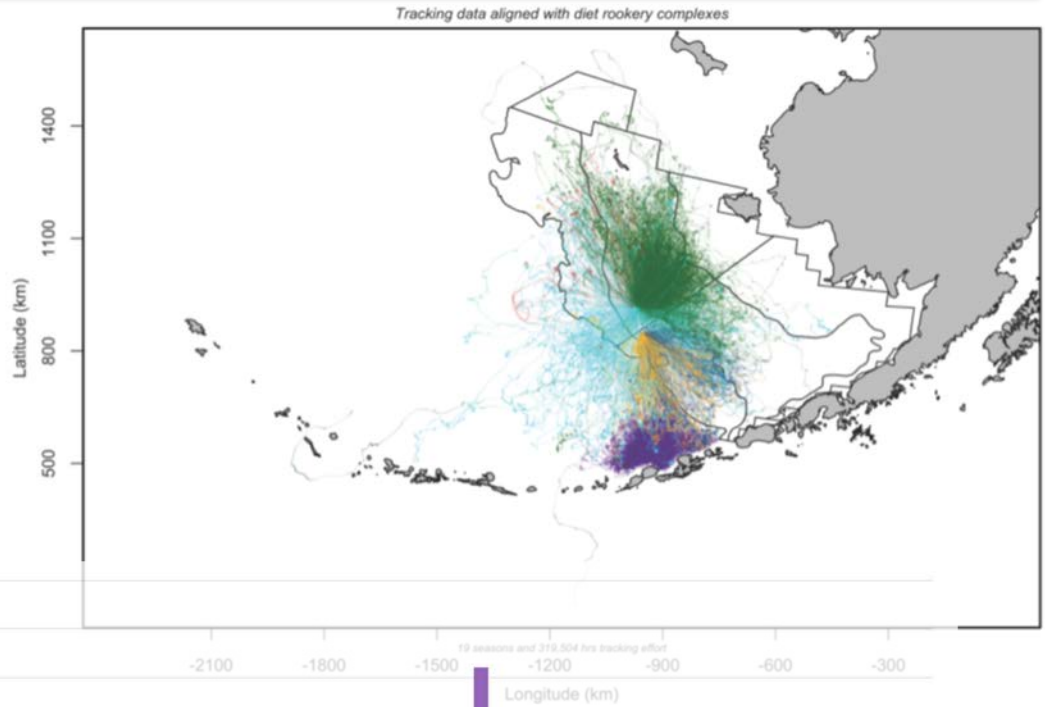 Tracking data aligned with diet rookery complexes
1400
1100
800
500
Latitude (km)
-2100 -1800 -1500 -1200 -900 -600 -300
19 seasons and 319,504 hrs tracking effort
Longitude (km)